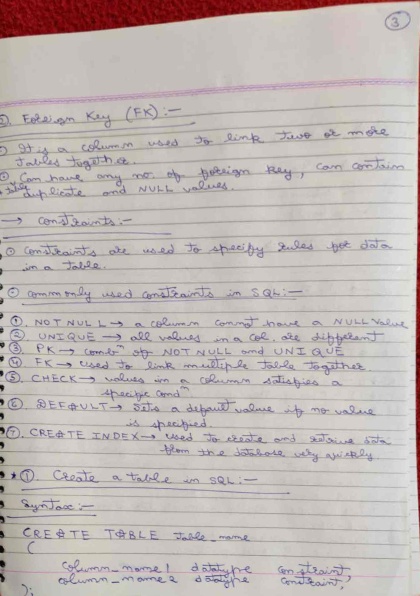 3
②. Foreign Key (FK):-
⊙ It is a column used to link two or more
tables together.
⊙ Can have any no. of foreign key, can contain
table duplicate and NULL values.
→ Constraints:-
⊙ Constraints are used to specify rules for data
in a table.
⊙ Commonly used constraints in SQL:-
①. NOT NULL → a column cannot have a NULL value
②. UNIQUE → all values in a col. are different
③. PK → combⁿ of NOT NULL and UNIQUE
④. FK → used to link multiple table together.
⑤. CHECK → values in a column satisfies a
specific condⁿ
⑥. DEFAULT → Sets a default value if no value
is specified.
⑦. CREATE INDEX → used to create and retrive data
from the database very quickly
* ①. Create a table in SQL:-
Syntax:-
CREATE TABLE table_name
(
column_name1 datatype constraint,
column_name2 datatype constraint,
);